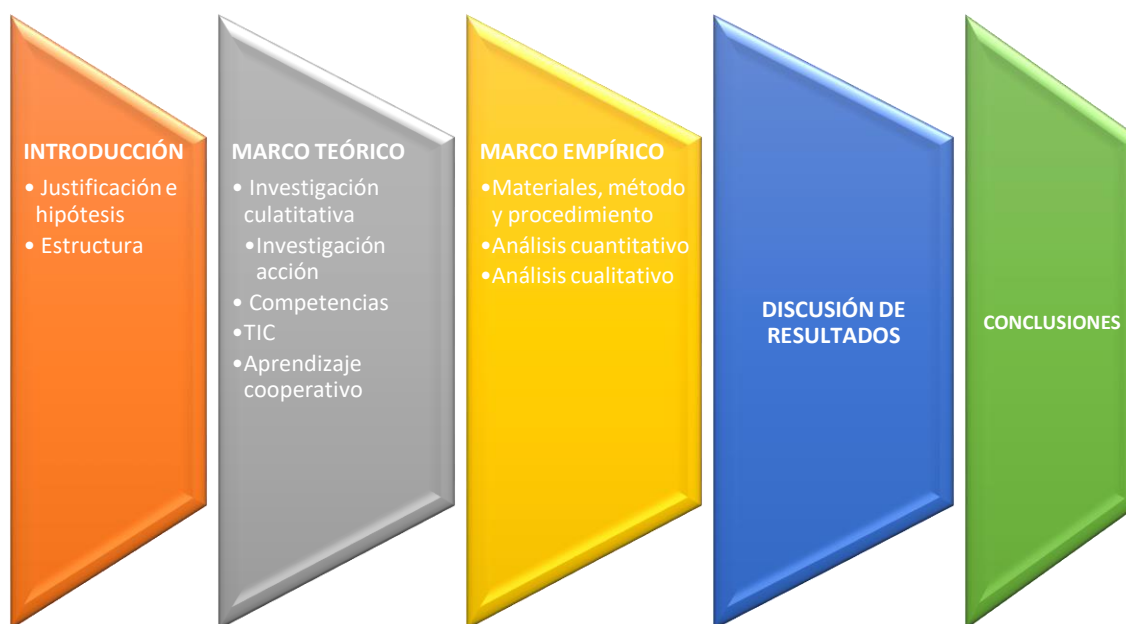 INTRODUCCIÓN
• Justificación e
hipótesis
• Estructura
MARCO TEÓRICO
• Investigación
culatitativa
•Investigación
acción
• Competencias
•TIC
•Aprendizaje
cooperativo
MARCO EMPÍRICO
•Materiales, método
y procedimiento
•Análisis cuantitativo
•Análisis cualitativo
DISCUSIÓN DE
RESULTADOS
CONCLUSIONES